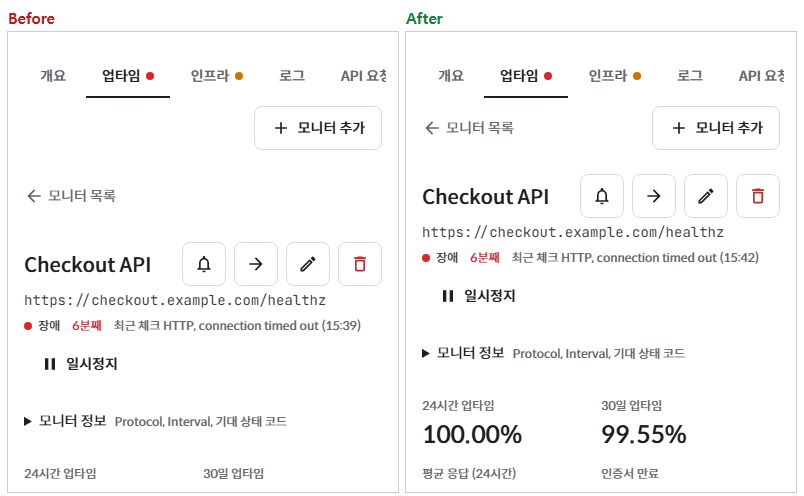 Before
개요 업타임 인프라 로그 API 요청
+ 모니터 추가
← 모니터 목록
Checkout API
https://checkout.example.com/healthz
장애 6분째 최근 체크 HTTP, connection timed out (15:39)
일시정지
▶ 모니터 정보 Protocol, Interval, 기대 상태 코드
24시간 업타임 30일 업타임
After
개요 업타임 인프라 로그 API 요청
← 모니터 목록 + 모니터 추가
Checkout API
https://checkout.example.com/healthz
장애 6분째 최근 체크 HTTP, connection timed out (15:42)
일시정지
▶ 모니터 정보 Protocol, Interval, 기대 상태 코드
24시간 업타임 30일 업타임
100.00% 99.55%
평균 응답 (24시간) 인증서 만료